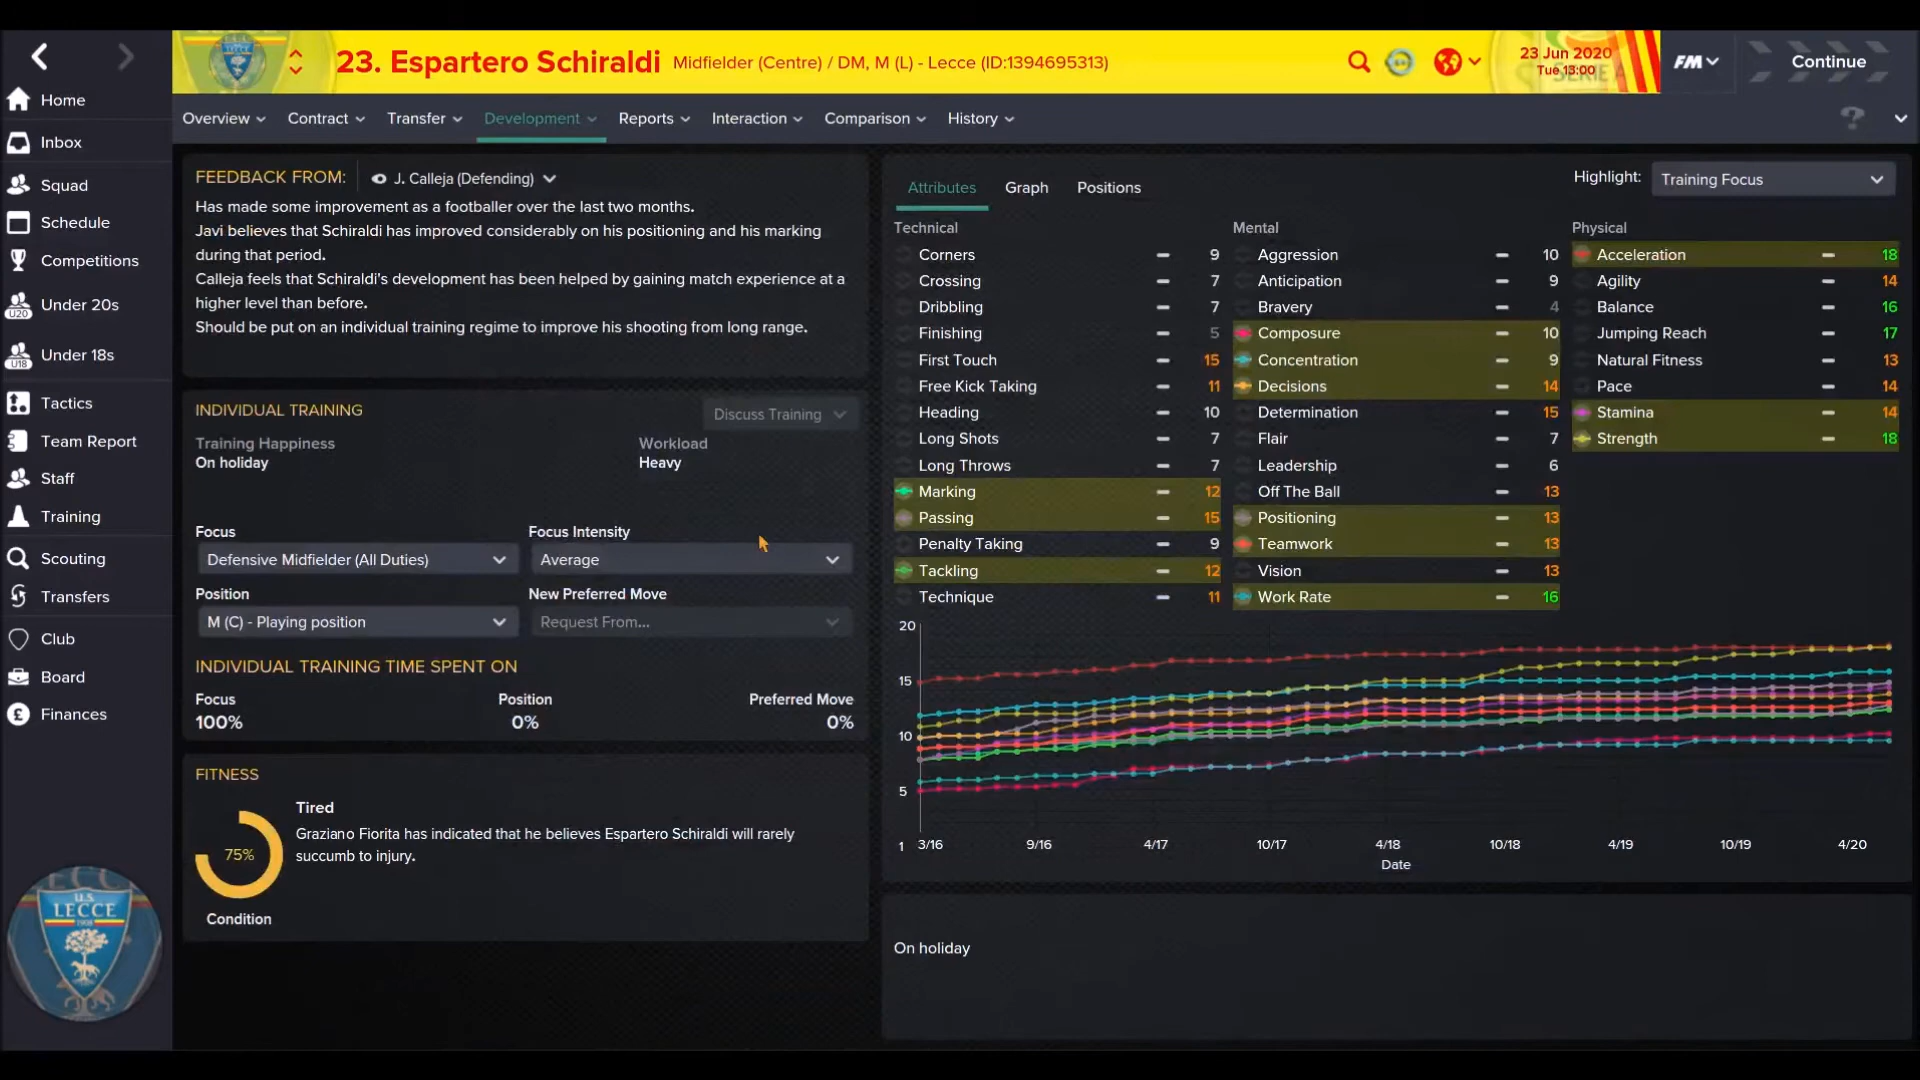 23. Espartero Schiraldi
Midfielder (Centre) / DM, M (L) - Lecce (ID:1394695313)
23 Jun 2020
Tue 13:00
FM
Continue
Home
Inbox
Squad
Schedule
Competitions
U20
Under 20s
U18
Under 18s
Tactics
Team Report
Staff
Training
Scouting
Transfers
Club
Board
Finances
U.S.
LECCE
Overview
Contract
Transfer
Development
Reports
Interaction
Comparison
History
?
FEEDBACK FROM:
J. Calleja (Defending)
Has made some improvement as a footballer over the last two months.
Javi believes that Schiraldi has improved considerably on his positioning and his marking
during that period.
Calleja feels that Schiraldi's development has been helped by gaining match experience at a
higher level than before.
Should be put on an individual training regime to improve his shooting from long range.
INDIVIDUAL TRAINING
Discuss Training
Training Happiness
On holiday
Workload
Heavy
Focus
Defensive Midfielder (All Duties)
Focus Intensity
Average
Position
M (C) - Playing position
New Preferred Move
Request From...
INDIVIDUAL TRAINING TIME SPENT ON
Focus
100%
Position
0%
Preferred Move
0%
FITNESS
75%
Condition
Tired
Graziano Fiorita has indicated that he believes Espartero Schiraldi will rarely
succumb to injury.
Attributes
Graph
Positions
Highlight:
Training Focus
Technical
Corners - 9
Crossing - 7
Dribbling - 7
Finishing - 5
First Touch - 15
Free Kick Taking - 11
Heading - 10
Long Shots - 7
Long Throws - 7
Marking - 12
Passing - 15
Penalty Taking - 9
Tackling - 12
Technique - 11
Mental
Aggression - 10
Anticipation - 9
Bravery - 4
Composure - 10
Concentration - 9
Decisions - 14
Determination - 15
Flair - 7
Leadership - 6
Off The Ball - 13
Positioning - 13
Teamwork - 13
Vision - 13
Work Rate - 16
Physical
Acceleration - 18
Agility - 14
Balance - 16
Jumping Reach - 17
Natural Fitness - 13
Pace - 14
Stamina - 14
Strength - 18
20
15
10
5
1
3/16 9/16 4/17 10/17 4/18 10/18 4/19 10/19 4/20
Date
On holiday